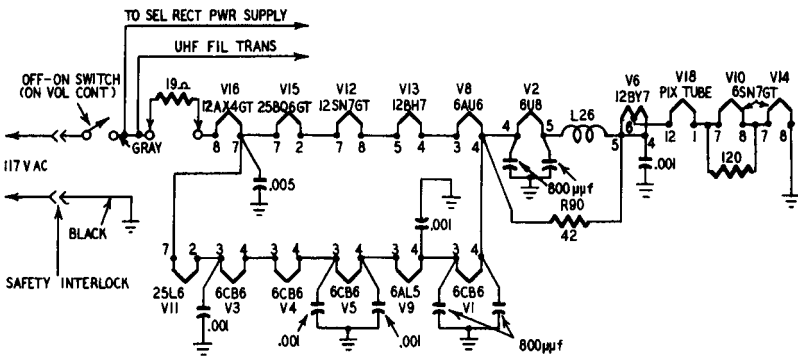 TO SEL RECT PWR SUPPLY
UHF FIL TRANS
OFF-ON SWITCH
(ON VOL CONT)
19Ω
GRAY
117 V AC
BLACK
SAFETY INTERLOCK
V16
12AX4GT
8 7
V15
25BQ6GT
7 2
V12
12SN7GT
7 8
V13
12BH7
5 4
V8
6AU6
3 4
V2
6U8
4 5
L26
V6
12BY7
5 6 4
V18
PIX TUBE
12 1
V10
6SN7GT
7 8
V14
7 8
120
.001
800μμf
R90
42
.005
.001
7 2
25L6
V11
3 4
6CB6
V3
3 4
6CB6
V4
3 4
6CB6
V5
3 4
6AL5
V9
3 4
6CB6
V1
.001
.001
.001
800μμf